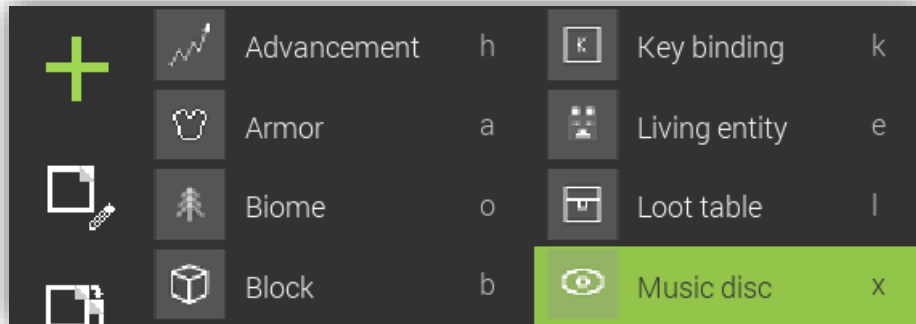 Advancement h K Key binding k
Armor a Living entity e
Biome o Loot table l
Block b Music disc x